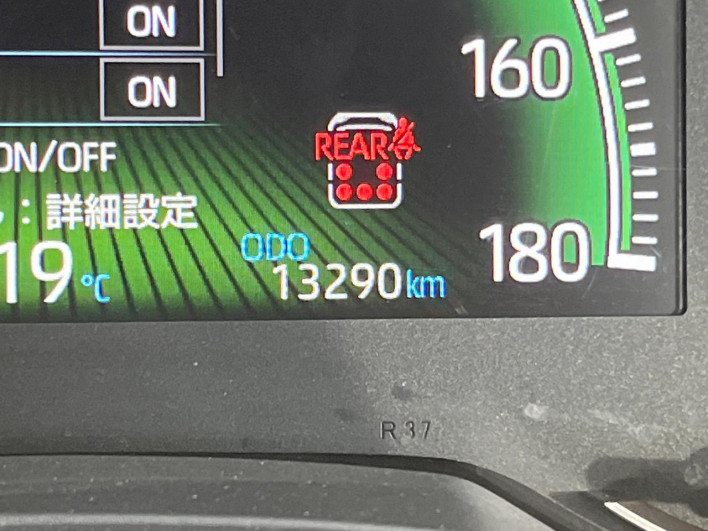 ON
160
ON
REAR
ON/OFF
：詳細設定
ODO
180
19℃
13290km
R37